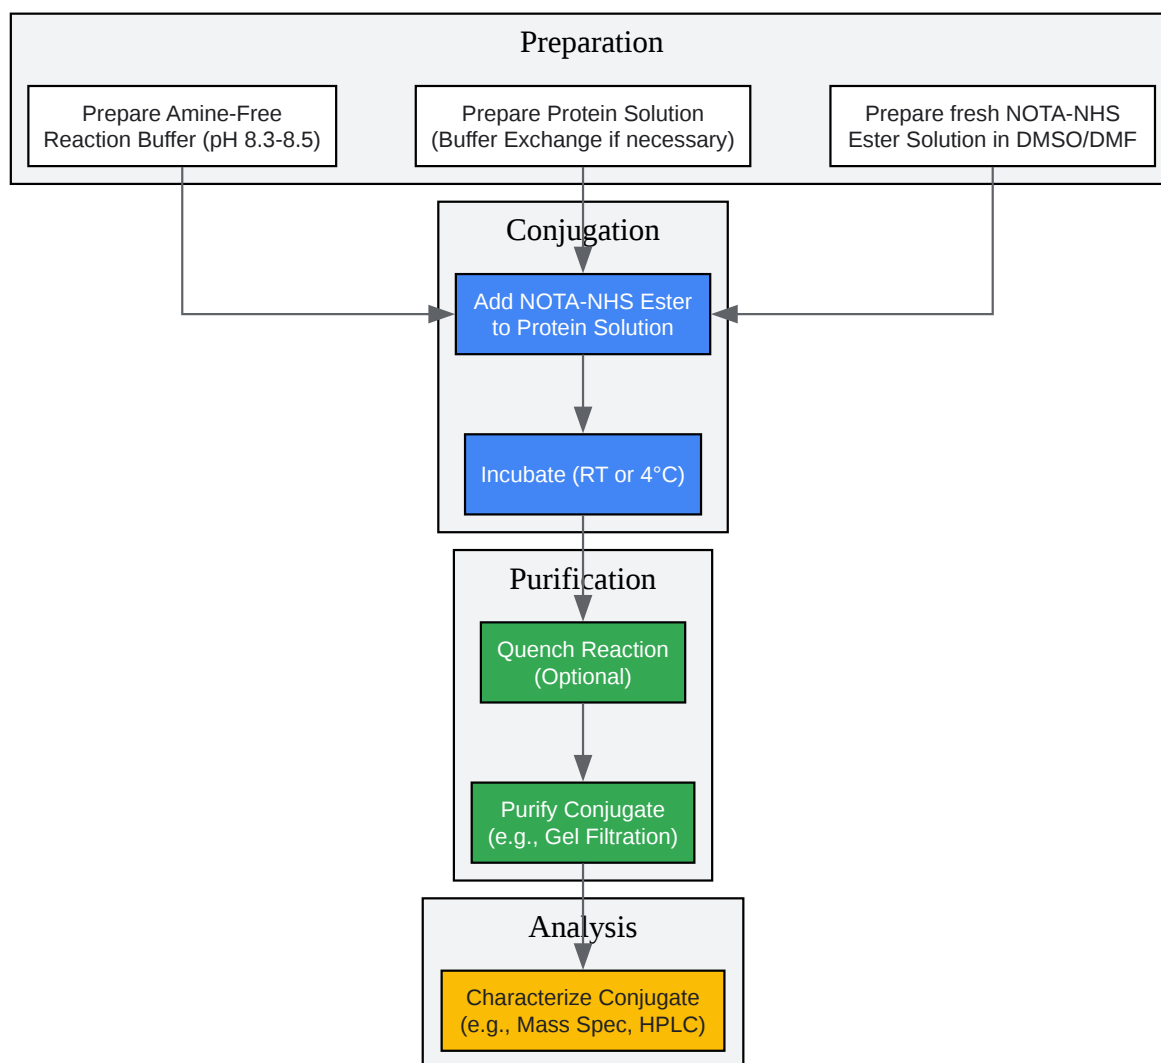 Preparation
Prepare Amine-Free
Reaction Buffer (pH 8.3-8.5)
Prepare Protein Solution
(Buffer Exchange if necessary)
Prepare fresh NOTA-NHS
Ester Solution in DMSO/DMF
Conjugation
Add NOTA-NHS Ester
to Protein Solution
Incubate (RT or 4°C)
Purification
Quench Reaction
(Optional)
Purify Conjugate
(e.g., Gel Filtration)
Analysis
Characterize Conjugate
(e.g., Mass Spec, HPLC)